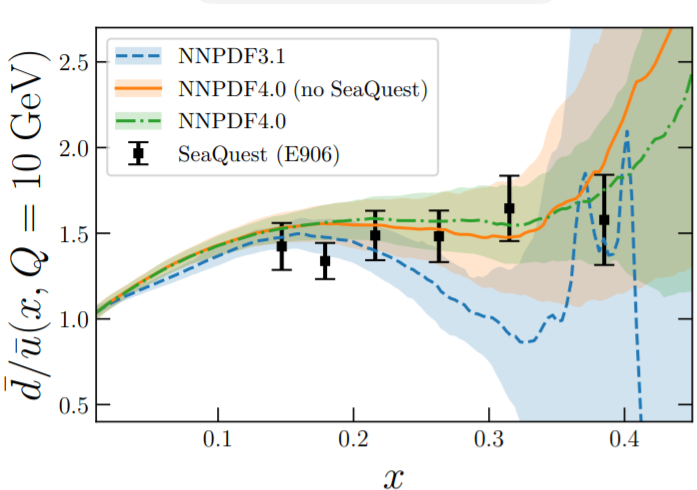 NNPDF3.1
NNPDF4.0 (no SeaQuest)
NNPDF4.0
SeaQuest (E906)
2.5
2.0
1.5
1.0
0.5
d̄/ū(x, Q = 10 GeV)
0.1
0.2
0.3
0.4
x